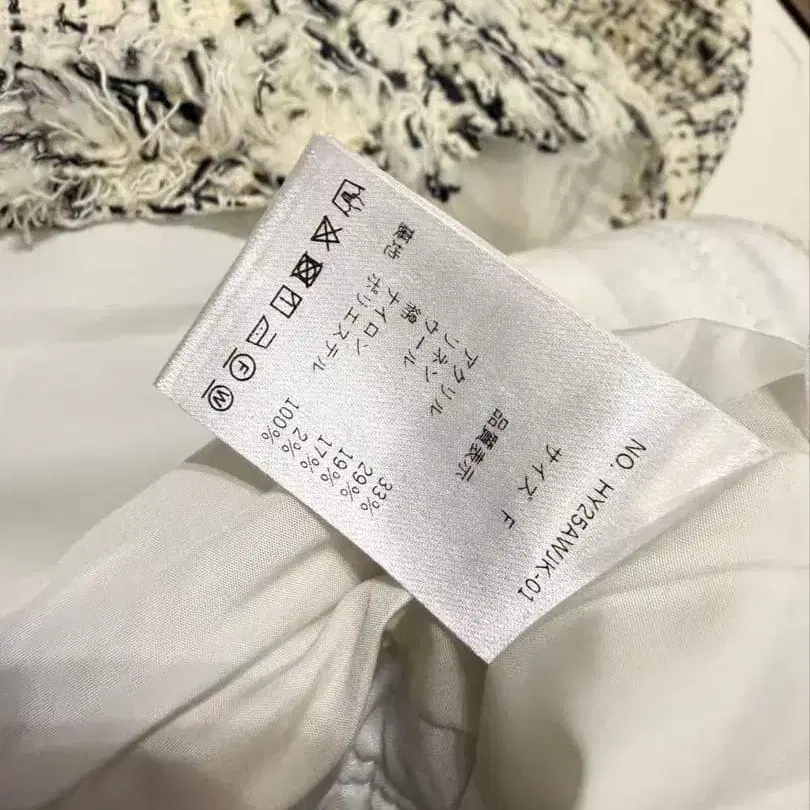 NO. HY25AWJK-01
サイズ F
品質表示
アクリル 33%
リネン 29%
ウール 19%
綿 17%
ナイロン 2%
裏地 ポリエステル 100%
F W